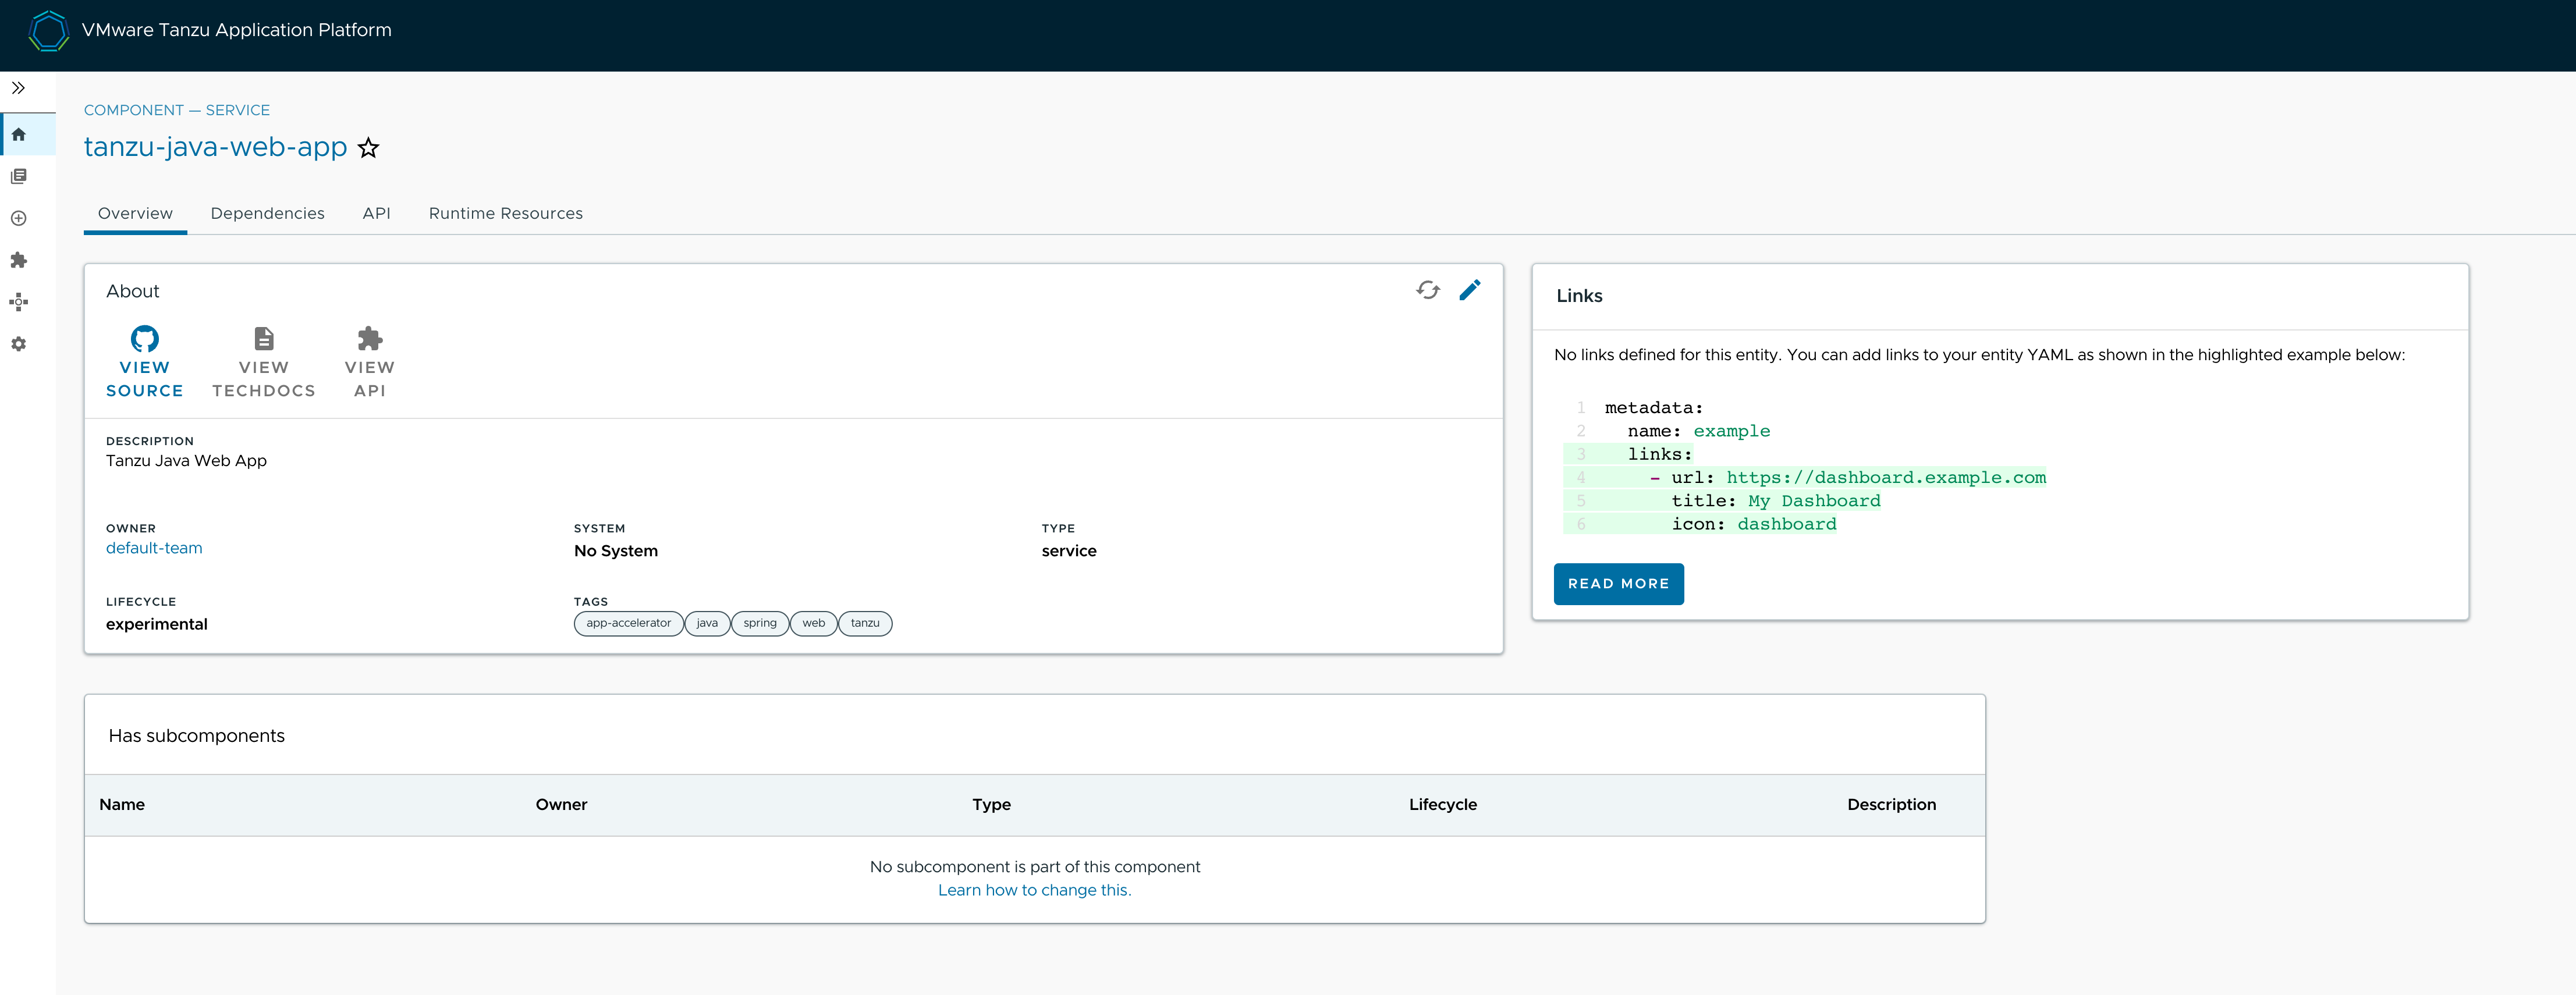 VMware Tanzu Application Platform
COMPONENT — SERVICE
tanzu-java-web-app
Overview Dependencies API Runtime Resources
About
VIEW SOURCE
VIEW TECHDOCS
VIEW API
DESCRIPTION
Tanzu Java Web App
OWNER
default-team
SYSTEM
No System
TYPE
service
LIFECYCLE
experimental
TAGS
app-accelerator java spring web tanzu
Links
No links defined for this entity. You can add links to your entity YAML as shown in the highlighted example below:
1 metadata:
2   name: example
3   links:
4     - url: https://dashboard.example.com
5       title: My Dashboard
6       icon: dashboard
READ MORE
Has subcomponents
Name Owner Type Lifecycle Description
No subcomponent is part of this component
Learn how to change this.